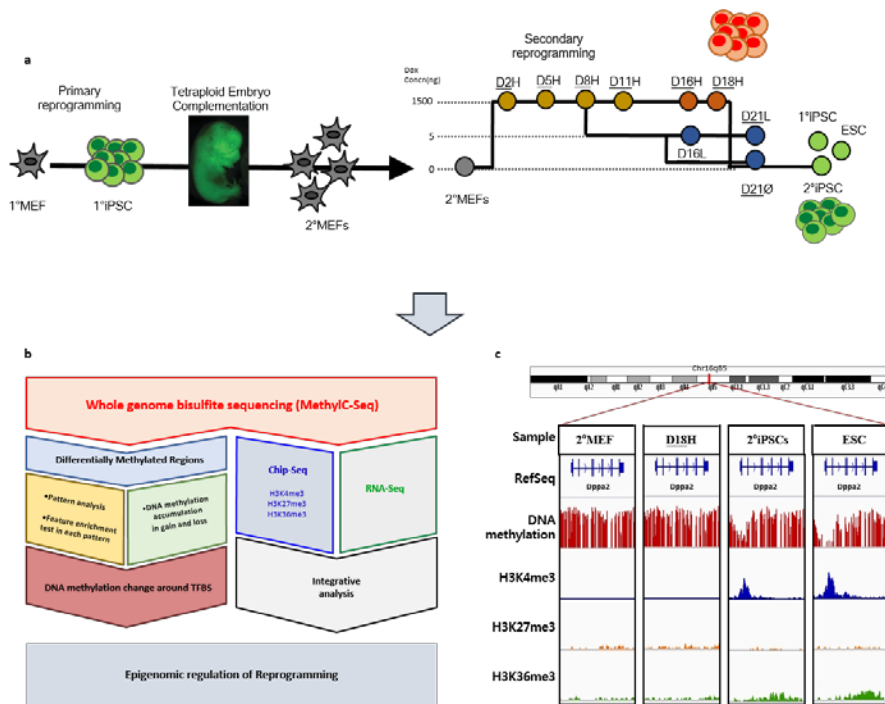 a
Primary
reprogramming
Tetraploid Embryo
Complementation
1°MEF
1°iPSC
2°MEFs
Secondary
reprogramming
Dox
Concn(ng)
D2H
D5H
D8H
D11H
D16H
D18H
1500
5
0
D21L
D16L
D21Ø
2°MEFs
1°iPSC
ESC
2°iPSC
b
Whole genome bisulfite sequencing (MethylC-Seq)
Differentially Methylated Regions
•Pattern analysis
•Feature enrichment
test in each pattern
•DNA methylation
accumulation
in gain and loss
Chip-Seq
H3K4me3
H3K27me3
H3K36me3
RNA-Seq
DNA methylation change around TFBS
Integrative
analysis
Epigenomic regulation of Reprogramming
c
Chr16qB5
Sample
2°MEF
D18H
2°iPSCs
ESC
RefSeq
Dppa2
Dppa2
Dppa2
Dppa2
DNA
methylation
H3K4me3
H3K27me3
H3K36me3